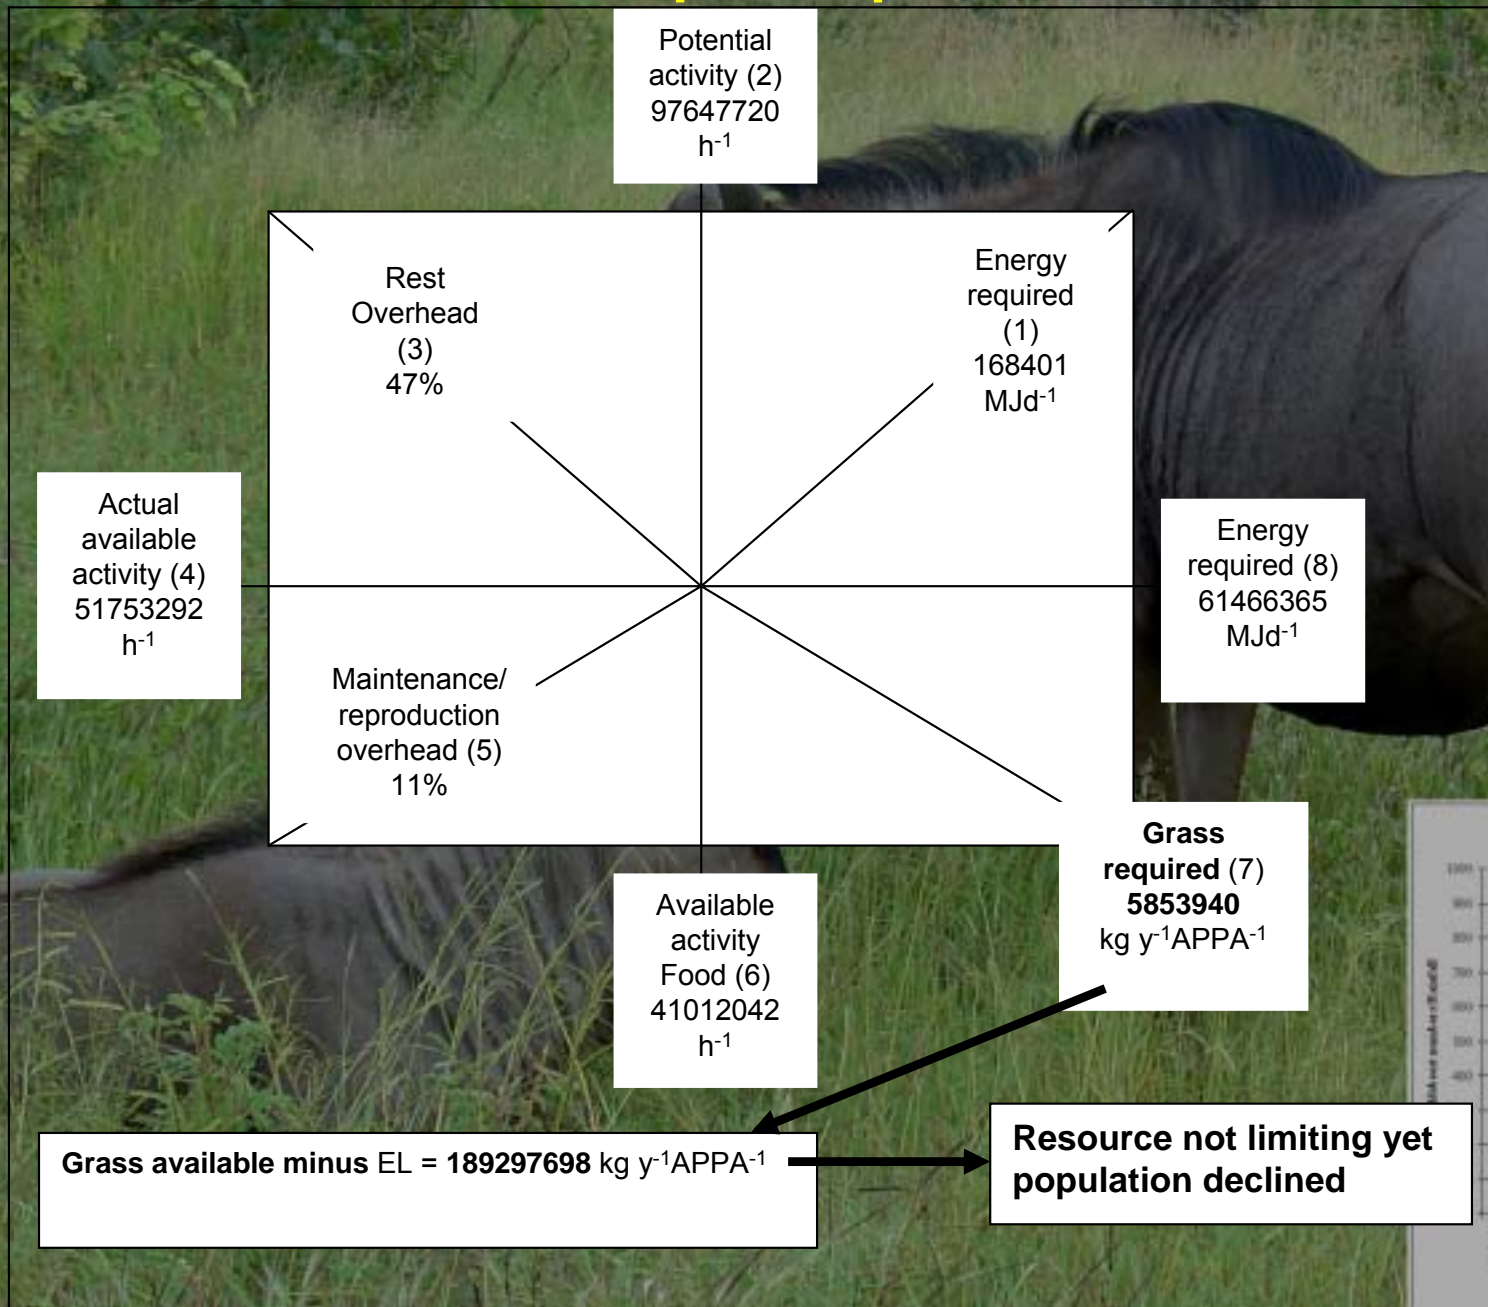 Potential
activity (2)
97647720
h⁻¹
Rest
Overhead
(3)
47%
Energy
required
(1)
168401
MJd⁻¹
Actual
available
activity (4)
51753292
h⁻¹
Energy
required (8)
61466365
MJd⁻¹
Maintenance/
reproduction
overhead (5)
11%
Grass
required (7)
5853940
kg y⁻¹APPA⁻¹
Available
activity
Food (6)
41012042
h⁻¹
Grass available minus EL = 189297698 kg y⁻¹APPA⁻¹
Resource not limiting yet
population declined